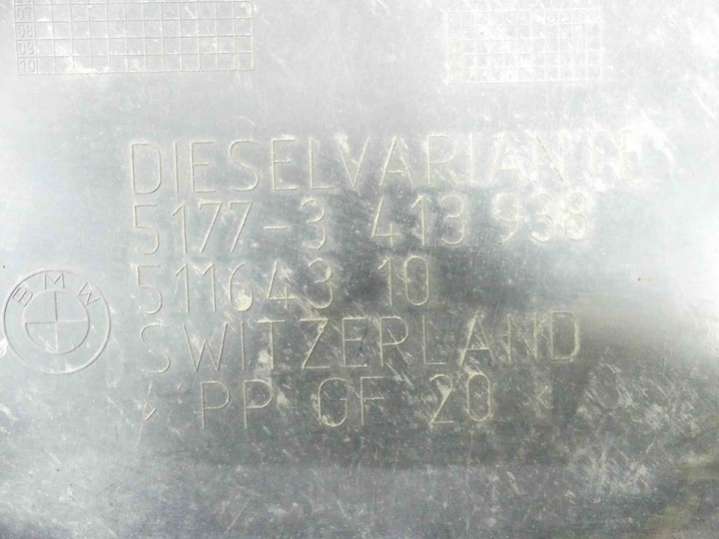 DIESELVARIANTE
5177-3 413 938
511643 10
BMW
SWITZERLAND
> PP GF 20 <